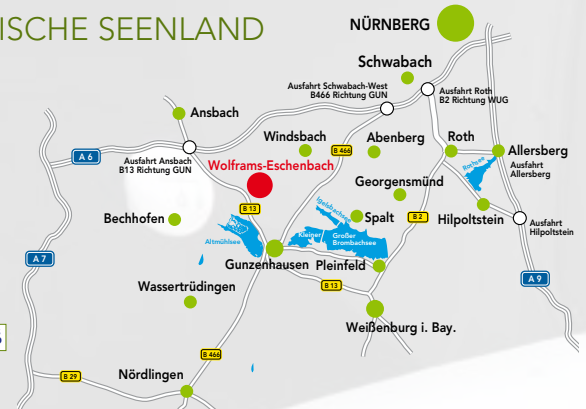 ISCHE SEENLAND
NÜRNBERG
Schwabach
Ausfahrt Schwabach-West
B466 Richtung GUN
Ausfahrt Roth
B2 Richtung WUG
Ansbach
Windsbach
B 466
Abenberg
Roth
Allersberg
A 6
Ausfahrt Ansbach
B13 Richtung GUN
Wolframs-Eschenbach
Rothsee
Ausfahrt
Allersberg
Georgensmünd
B 13
Igelsbachsee
Bechhofen
Spalt
B 2
Hilpoltstein
Ausfahrt
Hilpoltstein
Altmühlsee
Kleiner
Großer
Brombachsee
A 7
Gunzenhausen
Pleinfeld
A 9
Wassertrüdingen
B 13
Weißenburg i. Bay.
B 466
B 29
Nördlingen